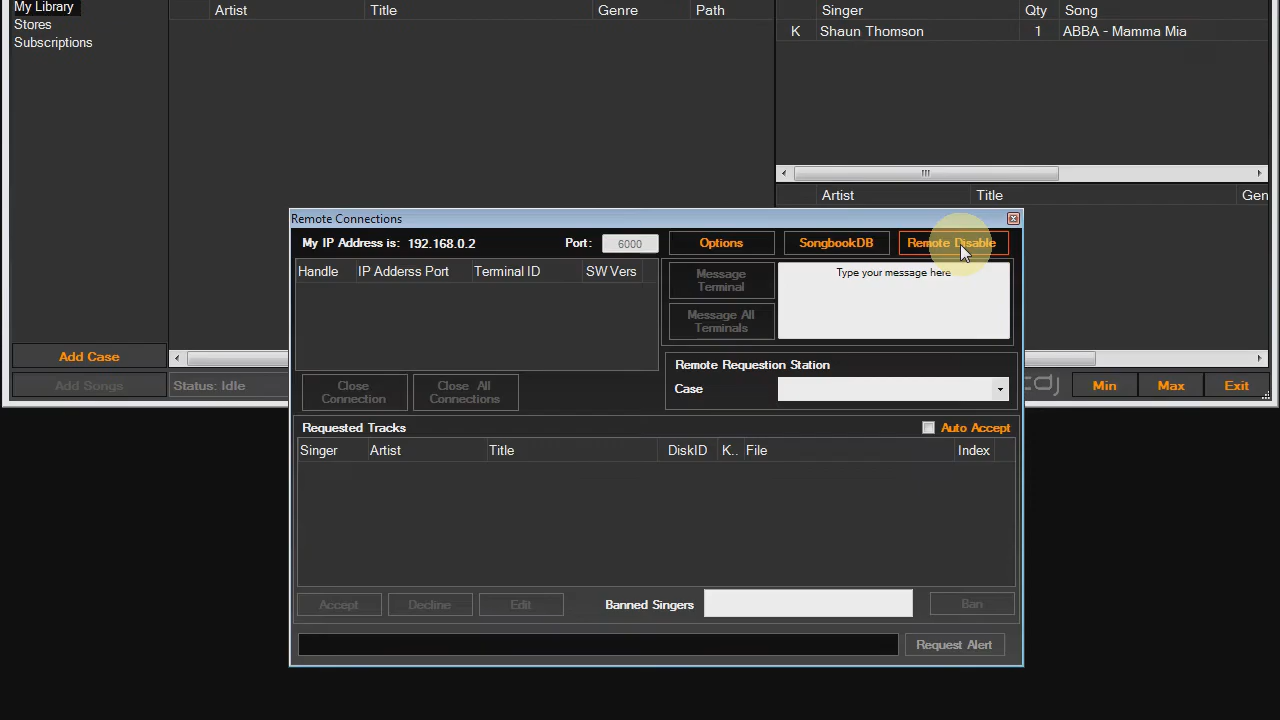 My Library
Stores
Subscriptions
Artist Title Genre Path
Singer Qty Song
K Shaun Thomson 1 ABBA - Mamma Mia
Artist Title Gen
Add Case
Add Songs
Status: Idle
Min Max Exit
Remote Connections
My IP Address is: 192.168.0.2 Port: 6000 Options SongbookDB Remote Disable
Handle IP Adderss Port Terminal ID SW Vers
Message Terminal
Type your message here
Message All Terminals
Remote Requestion Station
Case
Close Connection
Close All Connections
Requested Tracks
Auto Accept
Singer Artist Title DiskID K.. File Index
Accept Decline Edit Banned Singers Ban
Request Alert